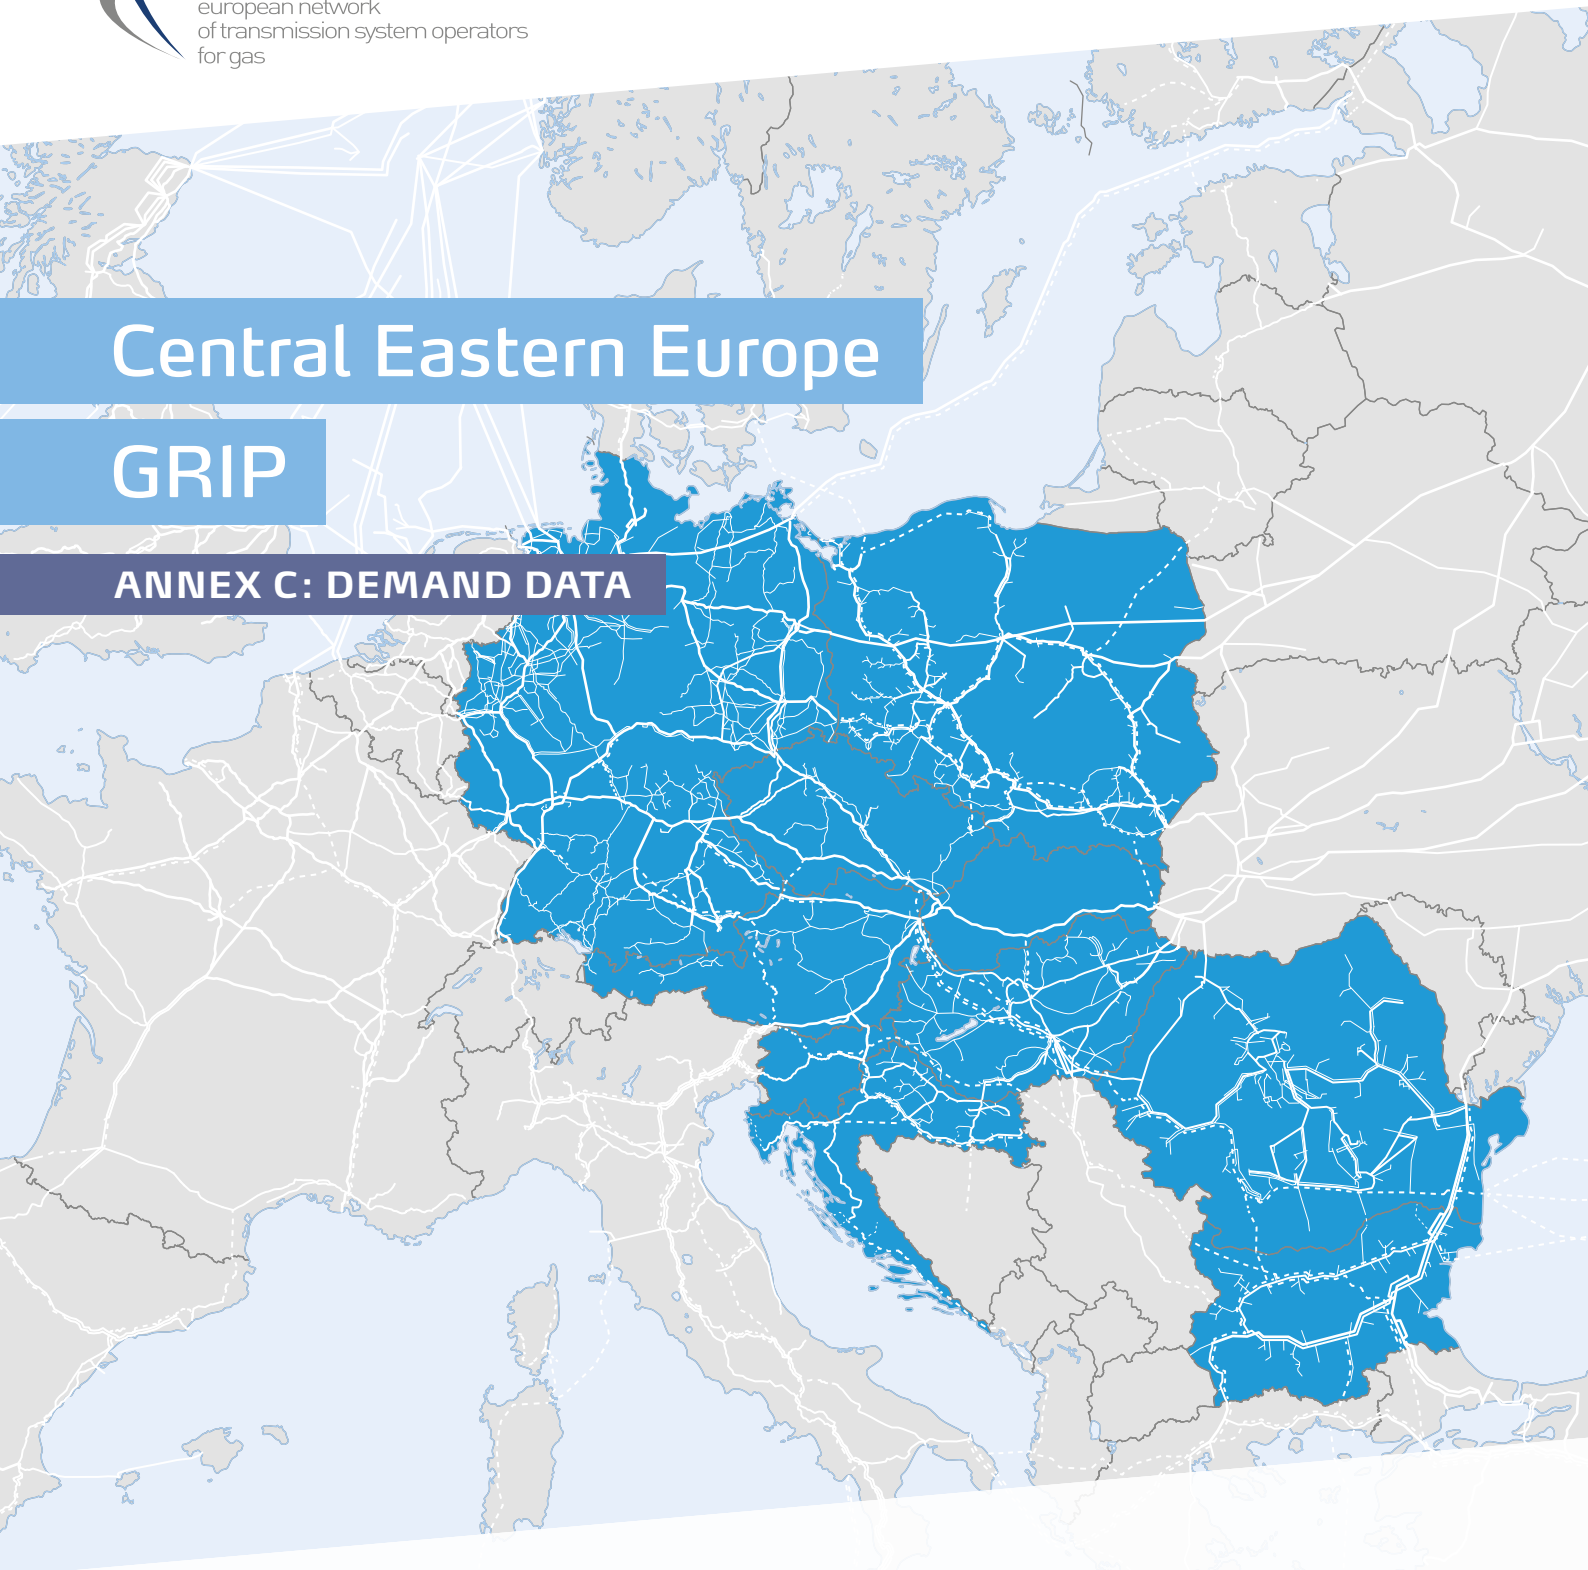 european network
of transmission system operators
for gas
Central Eastern Europe
GRIP
ANNEX C: DEMAND DATA